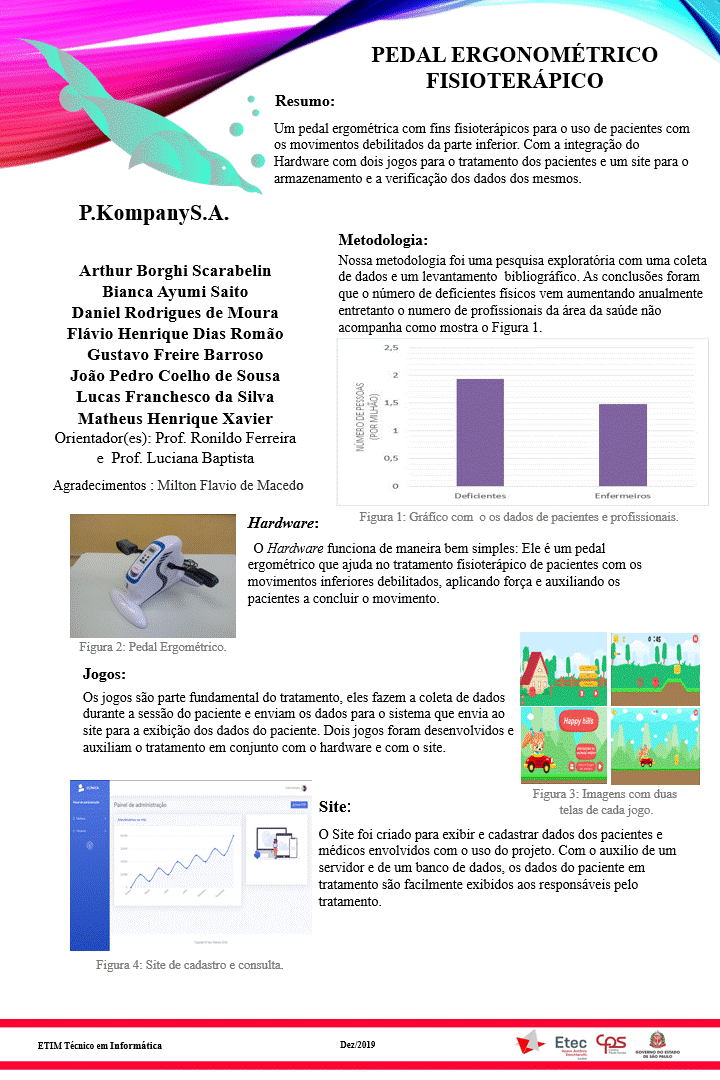 PEDAL ERGONOMÉTRICO
FISIOTERÁPICO
Resumo:
Um pedal ergométrica com fins fisioterápicos para o uso de pacientes com
os movimentos debilitados da parte inferior. Com a integração do
Hardware com dois jogos para o tratamento dos pacientes e um site para o
armazenamento e a verificação dos dados dos mesmos.
P.KompanyS.A.
Arthur Borghi Scarabelin
Bianca Ayumi Saito
Daniel Rodrigues de Moura
Flávio Henrique Dias Romão
Gustavo Freire Barroso
João Pedro Coelho de Sousa
Lucas Franchesco da Silva
Matheus Henrique Xavier
Orientador(es): Prof. Ronildo Ferreira
e Prof. Luciana Baptista
Agradecimentos : Milton Flavio de Macedo
Metodologia:
Nossa metodologia foi uma pesquisa exploratória com uma coleta
de dados e um levantamento bibliográfico. As conclusões foram
que o número de deficientes físicos vem aumentando anualmente
entretanto o numero de profissionais da área da saúde não
acompanha como mostra o Figura 1.
NÚMERO DE PESSOAS
(POR MILHÃO)
2,5
2
1,5
1
0,5
0
Deficientes
Enfermeiros
Figura 1: Gráfico com o os dados de pacientes e profissionais.
Hardware:
O Hardware funciona de maneira bem simples: Ele é um pedal
ergométrico que ajuda no tratamento fisioterápico de pacientes com os
movimentos inferiores debilitados, aplicando força e auxiliando os
pacientes a concluir o movimento.
Figura 2: Pedal Ergométrico.
Jogos:
Os jogos são parte fundamental do tratamento, eles fazem a coleta de dados
durante a sessão do paciente e enviam os dados para o sistema que envia ao
site para a exibição dos dados do paciente. Dois jogos foram desenvolvidos e
auxiliam o tratamento em conjunto com o hardware e com o site.
Happy hills
Figura 3: Imagens com duas
telas de cada jogo.
Painel de administração
Site:
O Site foi criado para exibir e cadastrar dados dos pacientes e
médicos envolvidos com o uso do projeto. Com o auxilio de um
servidor e de um banco de dados, os dados do paciente em
tratamento são facilmente exibidos aos responsáveis pelo
tratamento.
Figura 4: Site de cadastro e consulta.
ETIM Técnico em Informática
Dez/2019
Etec
CPS
GOVERNO DO ESTADO
DE SÃO PAULO